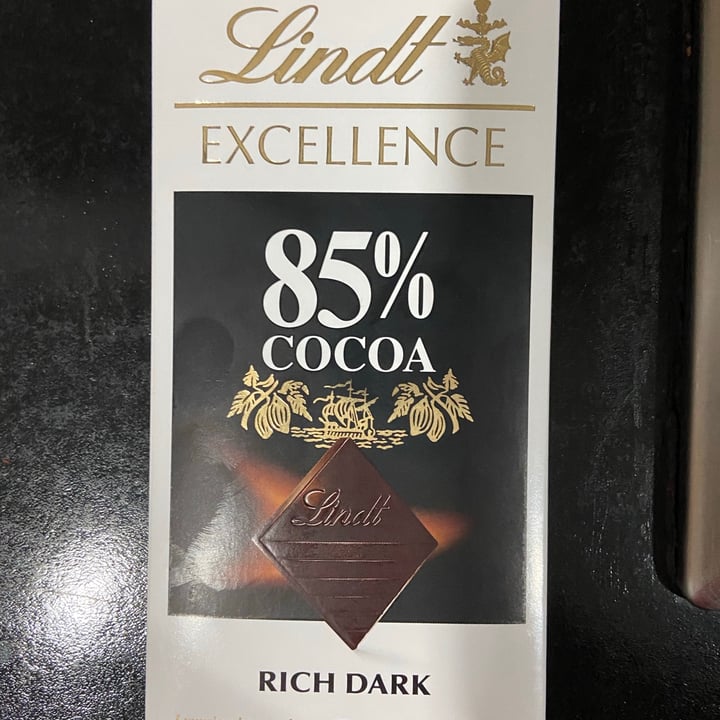 Lindt
EXCELLENCE
85%
COCOA
Lindt
RICH DARK